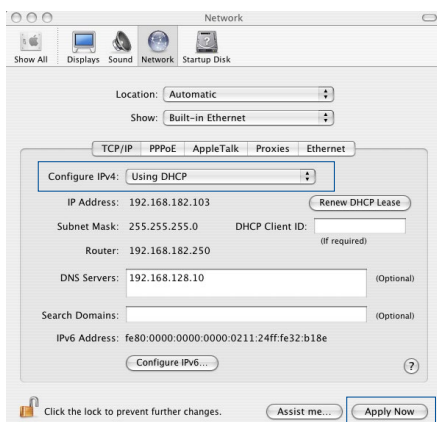 Network
Show All Displays Sound Network Startup Disk
Location: Automatic
Show: Built-in Ethernet
TCP/IP PPPoE AppleTalk Proxies Ethernet
Configure IPv4: Using DHCP
IP Address: 192.168.182.103 Renew DHCP Lease
Subnet Mask: 255.255.255.0 DHCP Client ID:
(If required)
Router: 192.168.182.250
DNS Servers: 192.168.128.10 (Optional)
Search Domains: (Optional)
IPv6 Address: fe80:0000:0000:0000:0211:24ff:fe32:b18e
Configure IPv6... ?
Click the lock to prevent further changes. Assist me... Apply Now